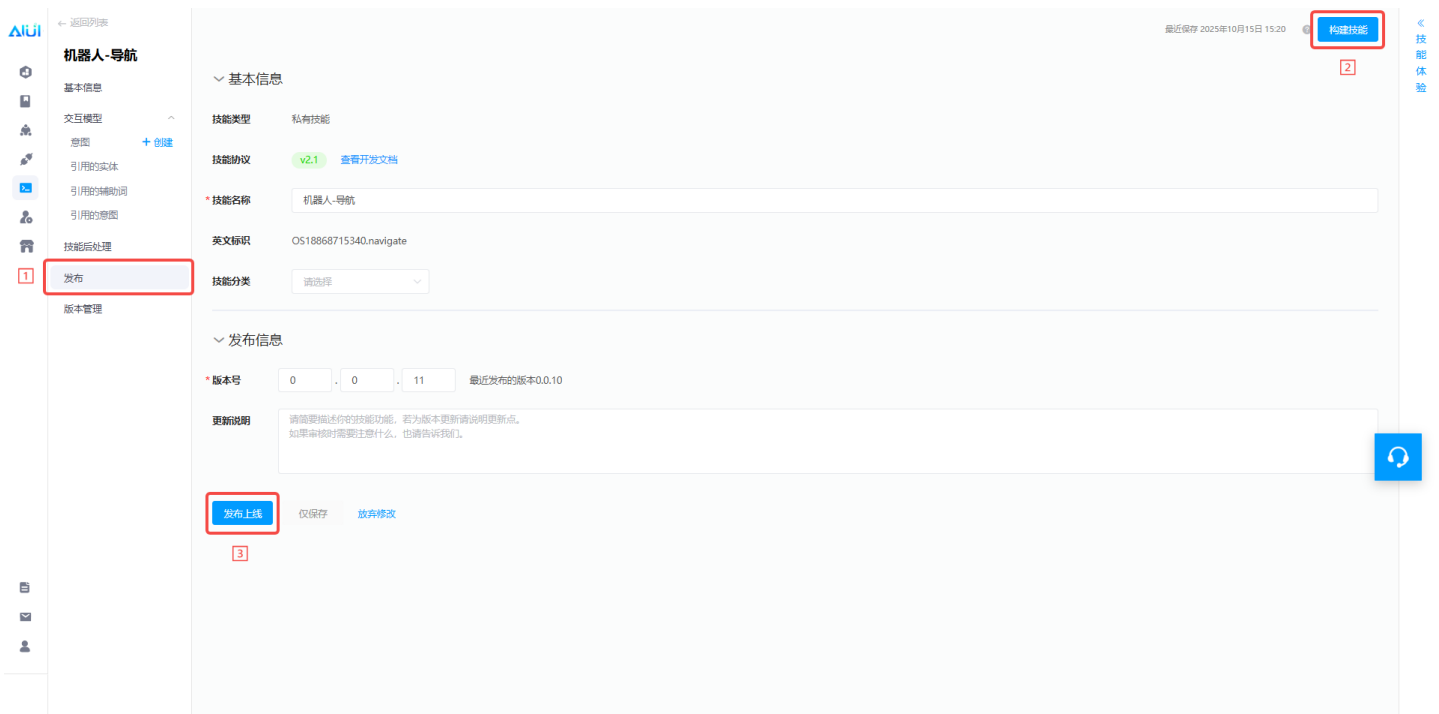 AIUI
← 返回列表
机器人-导航
基本信息
交互模型
意图
+ 创建
引用的实体
引用的辅助词
引用的意图
技能后处理
1
发布
版本管理
最近保存 2025年10月15日 15:20
?
构建技能
2
基本信息
技能类型 私有技能
技能协议 v2.1 查看开发文档
* 技能名称 机器人-导航
英文标识 OS18868715340.navigate
技能分类 请选择
发布信息
* 版本号 0 . 0 . 11 最近发布的版本0.0.10
更新说明 请简要描述你的技能功能，若为版本更新请说明更新点。
如果审核时需要注意什么，也请告诉我们。
发布上线 仅保存 放弃修改
3
«
技
能
体
验